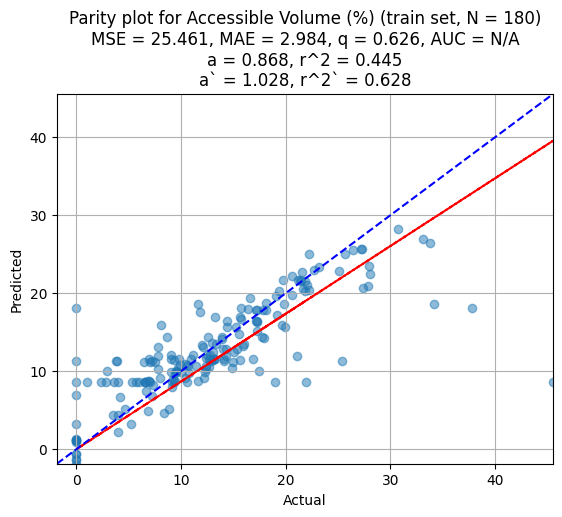 Parity plot for Accessible Volume (%) (train set, N = 180)
MSE = 25.461, MAE = 2.984, q = 0.626, AUC = N/A
a = 0.868, r^2 = 0.445
a` = 1.028, r^2` = 0.628
40
30
20
10
0
Predicted
0 10 20 30 40
Actual